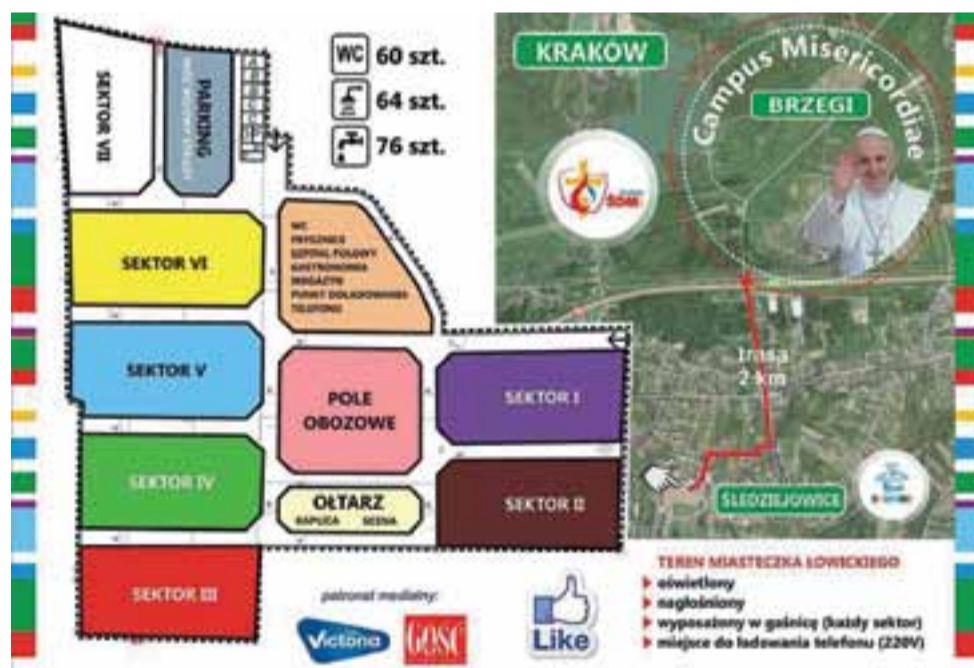 SEKTOR VII
PARKING
WC 60 szt.
64 szt.
76 szt.
SEKTOR VI
WC
PRYSZNICE
SZPITAL POLOWY
GASTRONOMIA
MAGAZYN
PUNKT DOŁADOWANIA
TELEFONU
SEKTOR V
POLE
OBOZOWE
SEKTOR I
SEKTOR IV
OŁTARZ
KAPLICA SCENA
SEKTOR II
SEKTOR III
patronat medialny:
Victoria
GOŚĆ
Like
KRAKÓW
Campus Misericordiae
BRZEGI
ŚDM
trasa
2 km
ŚLEDZIEJOWICE
TEREN MIASTECZKA ŁOWICKIEGO
oświetlony
nagłośniony
wyposażony w gaśnicę (każdy sektor)
miejsce do ładowania telefonu (220V)